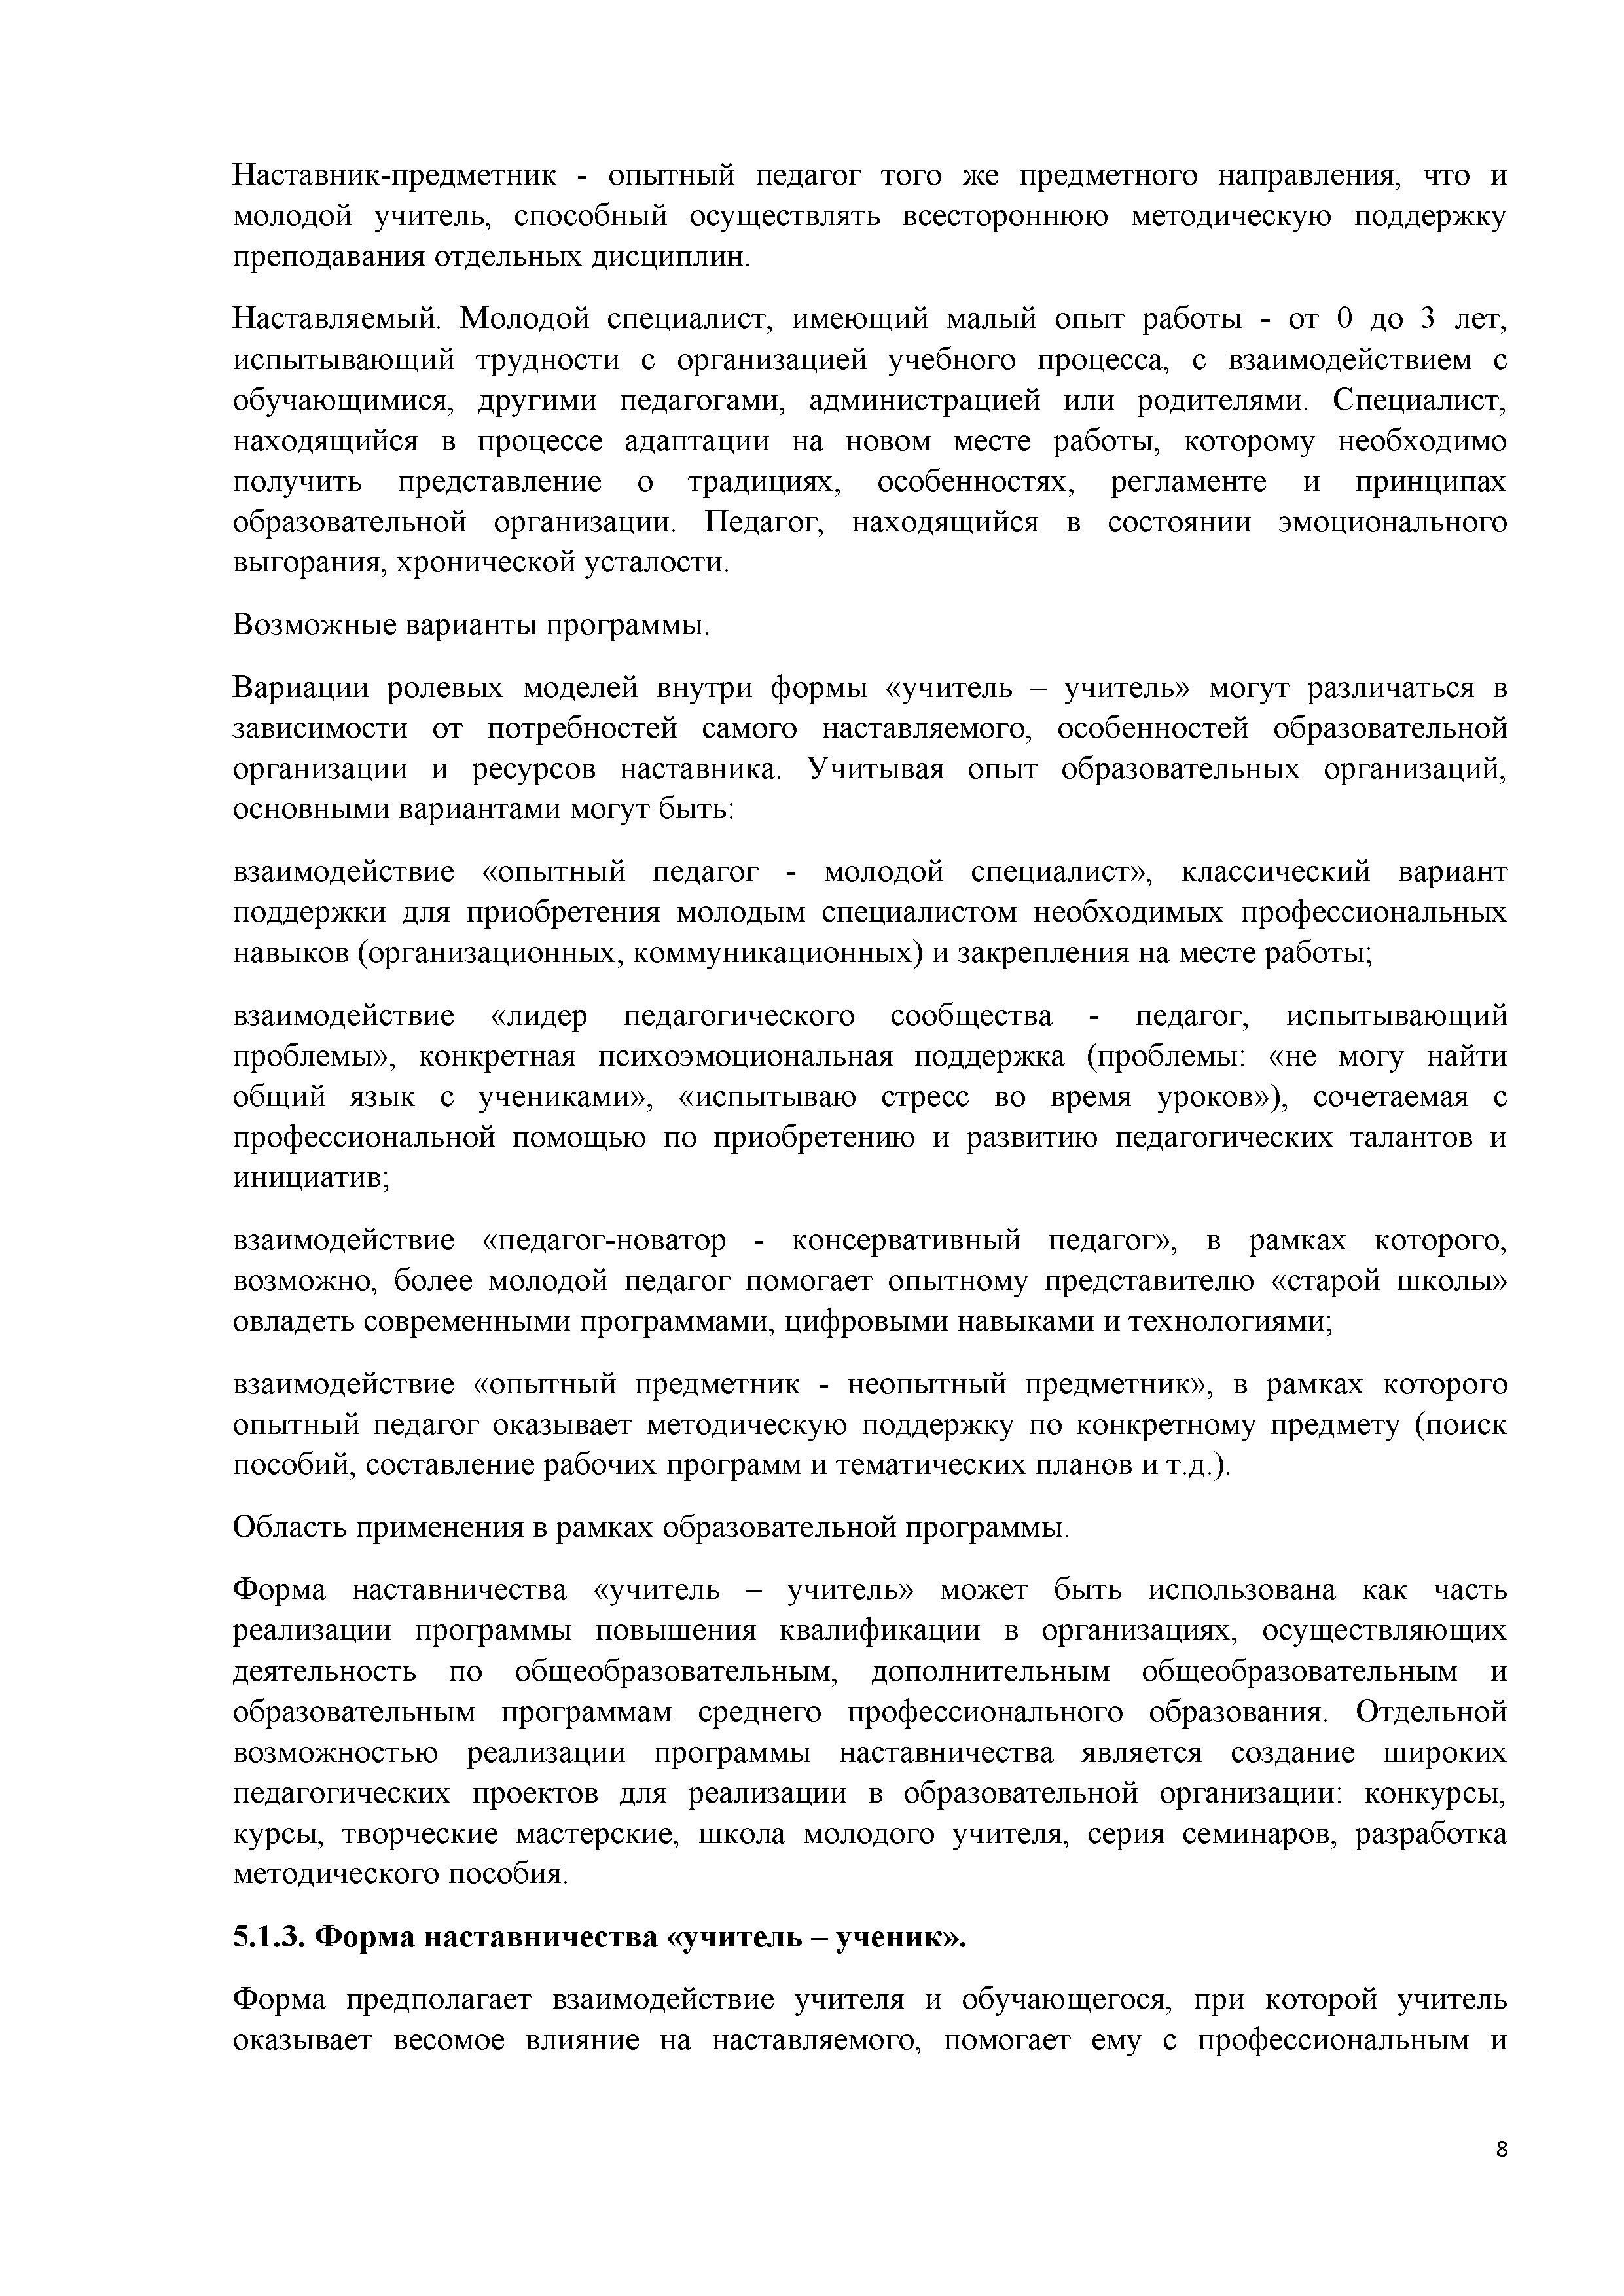 Наставник-предметник - опытный педагог того же предметного направления, что и
молодой учитель, способный осуществлять всестороннюю методическую поддержку
преподавания отдельных дисциплин.
Наставляемый. Молодой специалист, имеющий малый опыт работы - от 0 до 3 лет,
испытывающий трудности с организацией учебного процесса, с взаимодействием с
обучающимися, другими педагогами, администрацией или родителями. Специалист,
находящийся в процессе адаптации на новом месте работы, которому необходимо
получить представление о традициях, особенностях, регламенте и принципах
образовательной организации. Педагог, находящийся в состоянии эмоционального
выгорания, хронической усталости.
Возможные варианты программы.
Вариации ролевых моделей внутри формы «учитель – учитель» могут различаться в
зависимости от потребностей самого наставляемого, особенностей образовательной
организации и ресурсов наставника. Учитывая опыт образовательных организаций,
основными вариантами могут быть:
взаимодействие «опытный педагог - молодой специалист», классический вариант
поддержки для приобретения молодым специалистом необходимых профессиональных
навыков (организационных, коммуникационных) и закрепления на месте работы;
взаимодействие «лидер педагогического сообщества - педагог, испытывающий
проблемы», конкретная психоэмоциональная поддержка (проблемы: «не могу найти
общий язык с учениками», «испытываю стресс во время уроков»), сочетаемая с
профессиональной помощью по приобретению и развитию педагогических талантов и
инициатив;
взаимодействие «педагог-новатор - консервативный педагог», в рамках которого,
возможно, более молодой педагог помогает опытному представителю «старой школы»
овладеть современными программами, цифровыми навыками и технологиями;
взаимодействие «опытный предметник - неопытный предметник», в рамках которого
опытный педагог оказывает методическую поддержку по конкретному предмету (поиск
пособий, составление рабочих программ и тематических планов и т.д.).
Область применения в рамках образовательной программы.
Форма наставничества «учитель – учитель» может быть использована как часть
реализации программы повышения квалификации в организациях, осуществляющих
деятельность по общеобразовательным, дополнительным общеобразовательным и
образовательным программам среднего профессионального образования. Отдельной
возможностью реализации программы наставничества является создание широких
педагогических проектов для реализации в образовательной организации: конкурсы,
курсы, творческие мастерские, школа молодого учителя, серия семинаров, разработка
методического пособия.
5.1.3. Форма наставничества «учитель – ученик».
Форма предполагает взаимодействие учителя и обучающегося, при которой учитель
оказывает весомое влияние на наставляемого, помогает ему с профессиональным и
8